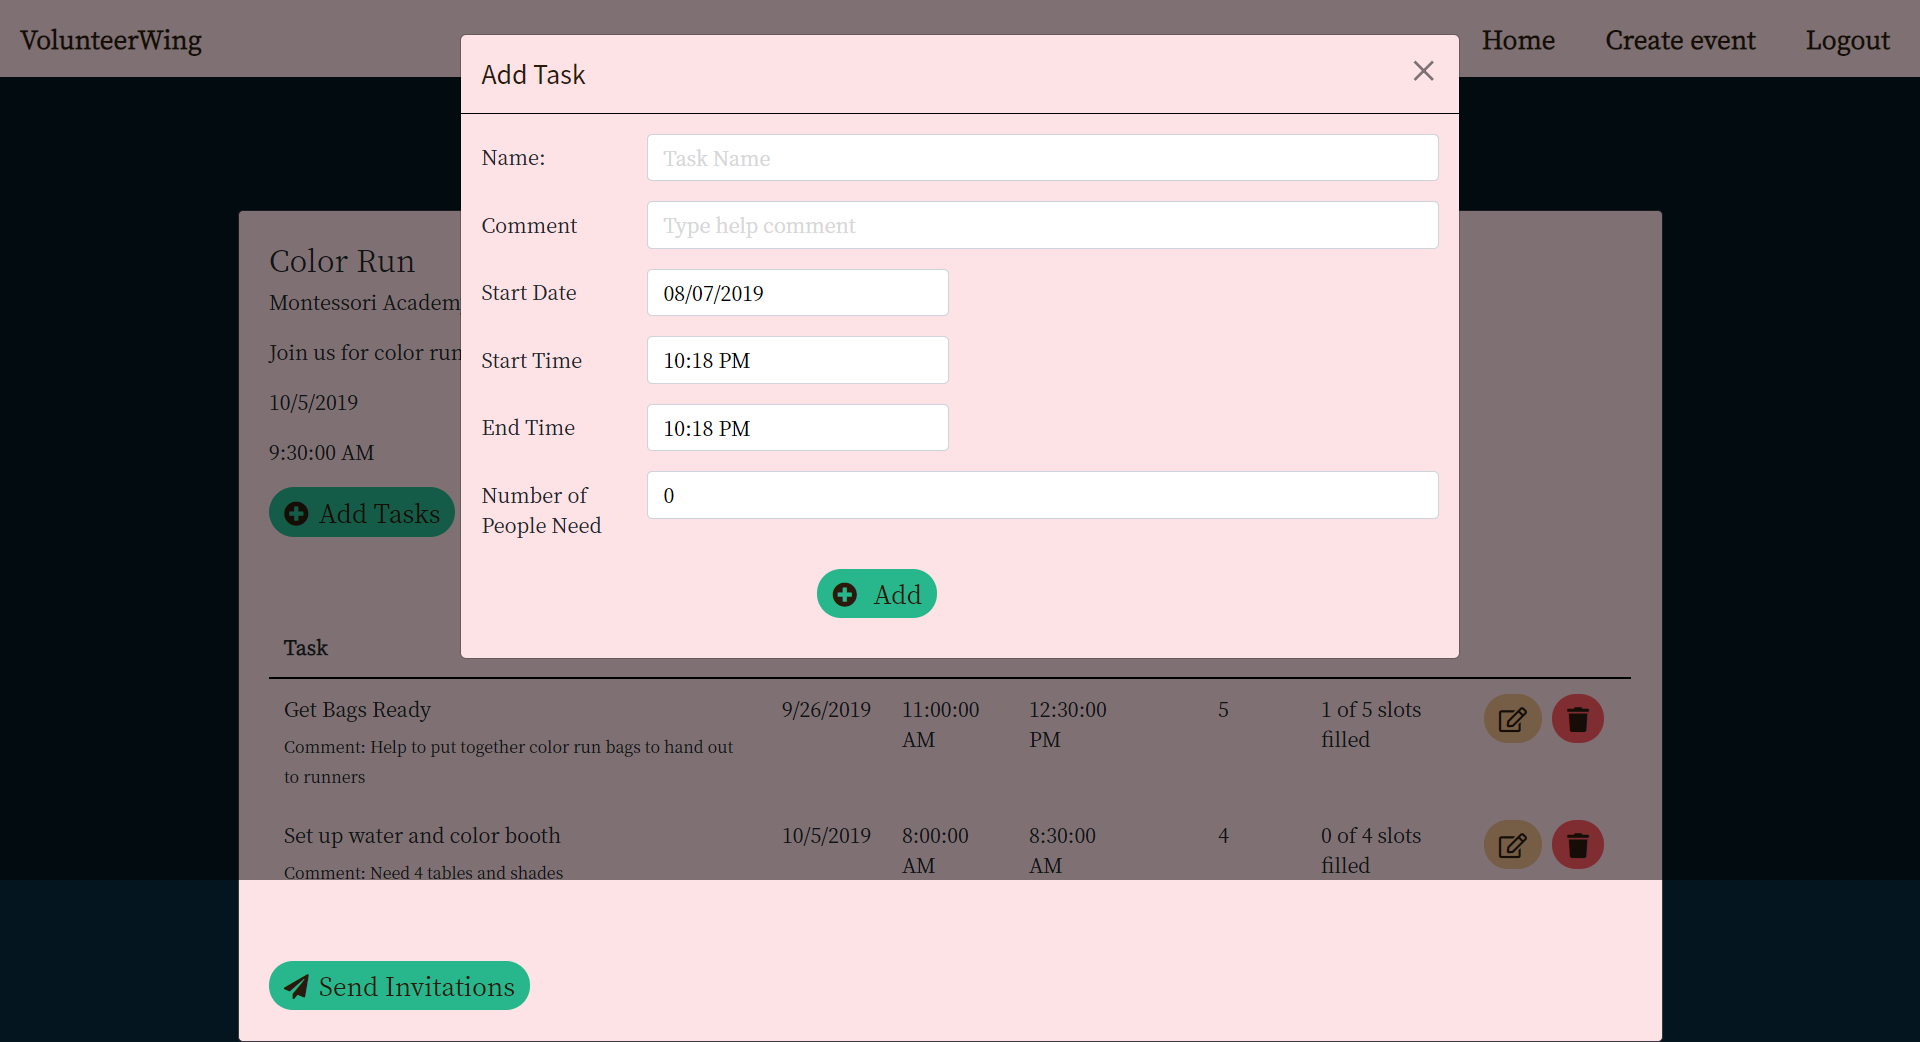 VolunteerWing
Home
Create event
Logout
Add Task
Name:
Task Name
Comment
Type help comment
Start Date
08/07/2019
Start Time
10:18 PM
End Time
10:18 PM
Number of
People Need
0
Add
Color Run
Montessori Academ
Join us for color run
10/5/2019
9:30:00 AM
Add Tasks
Task
Get Bags Ready
Comment: Help to put together color run bags to hand out
to runners
9/26/2019
11:00:00
AM
12:30:00
PM
5
1 of 5 slots
filled
Set up water and color booth
Comment: Need 4 tables and shades
10/5/2019
8:00:00
AM
8:30:00
AM
4
0 of 4 slots
filled
Send Invitations